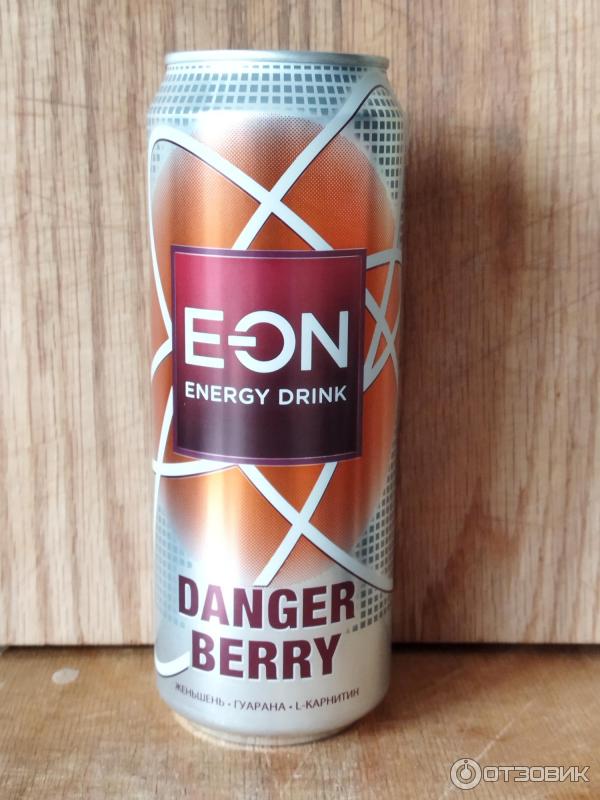 E-ON
ENERGY DRINK
DANGER
BERRY
ЖЕНЬШЕНЬ • ГУАРАНА • L-КАРНИТИН
ОТЗОВИК